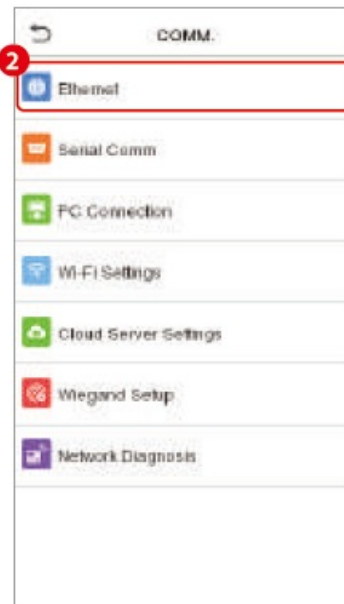 COMM.
2
Ethernet
Serial Comm
PC Connection
Wi-Fi Settings
Cloud Server Settings
Wiegand Setup
Network Diagnosis